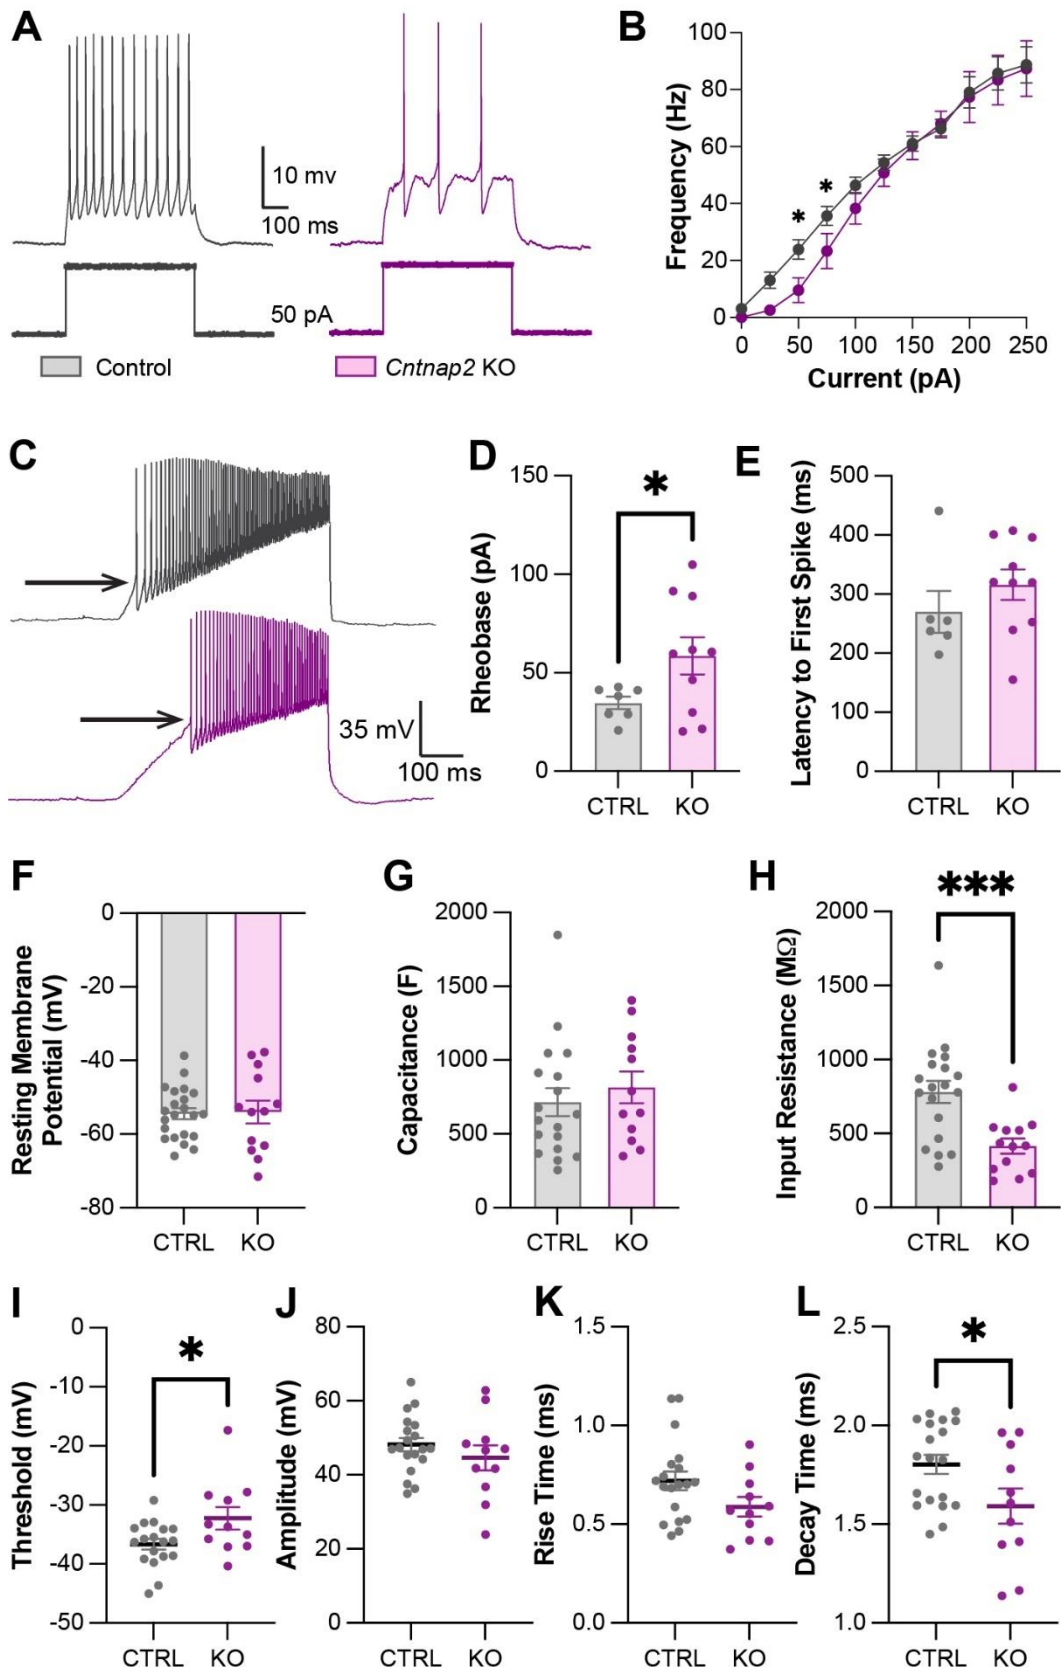 A
10 mv
100 ms
50 pA
Control
Cntnap2 KO
B
Frequency (Hz)
100
80
60
40
20
0
*
*
0 50 100 150 200 250
Current (pA)
C
35 mV
100 ms
D
Rheobase (pA)
150
100
50
0
*
CTRL KO
E
Latency to First Spike (ms)
500
400
300
200
100
0
CTRL KO
F
Resting Membrane
Potential (mV)
0
-20
-40
-60
-80
CTRL KO
G
Capacitance (F)
2000
1500
1000
500
0
CTRL KO
H
Input Resistance (MΩ)
2000
1500
1000
500
0
***
CTRL KO
I
Threshold (mV)
0
-10
-20
-30
-40
-50
*
CTRL KO
J
Amplitude (mV)
80
60
40
20
0
CTRL KO
K
Rise Time (ms)
1.5
1.0
0.5
0.0
CTRL KO
L
Decay Time (ms)
2.5
2.0
1.5
1.0
*
CTRL KO